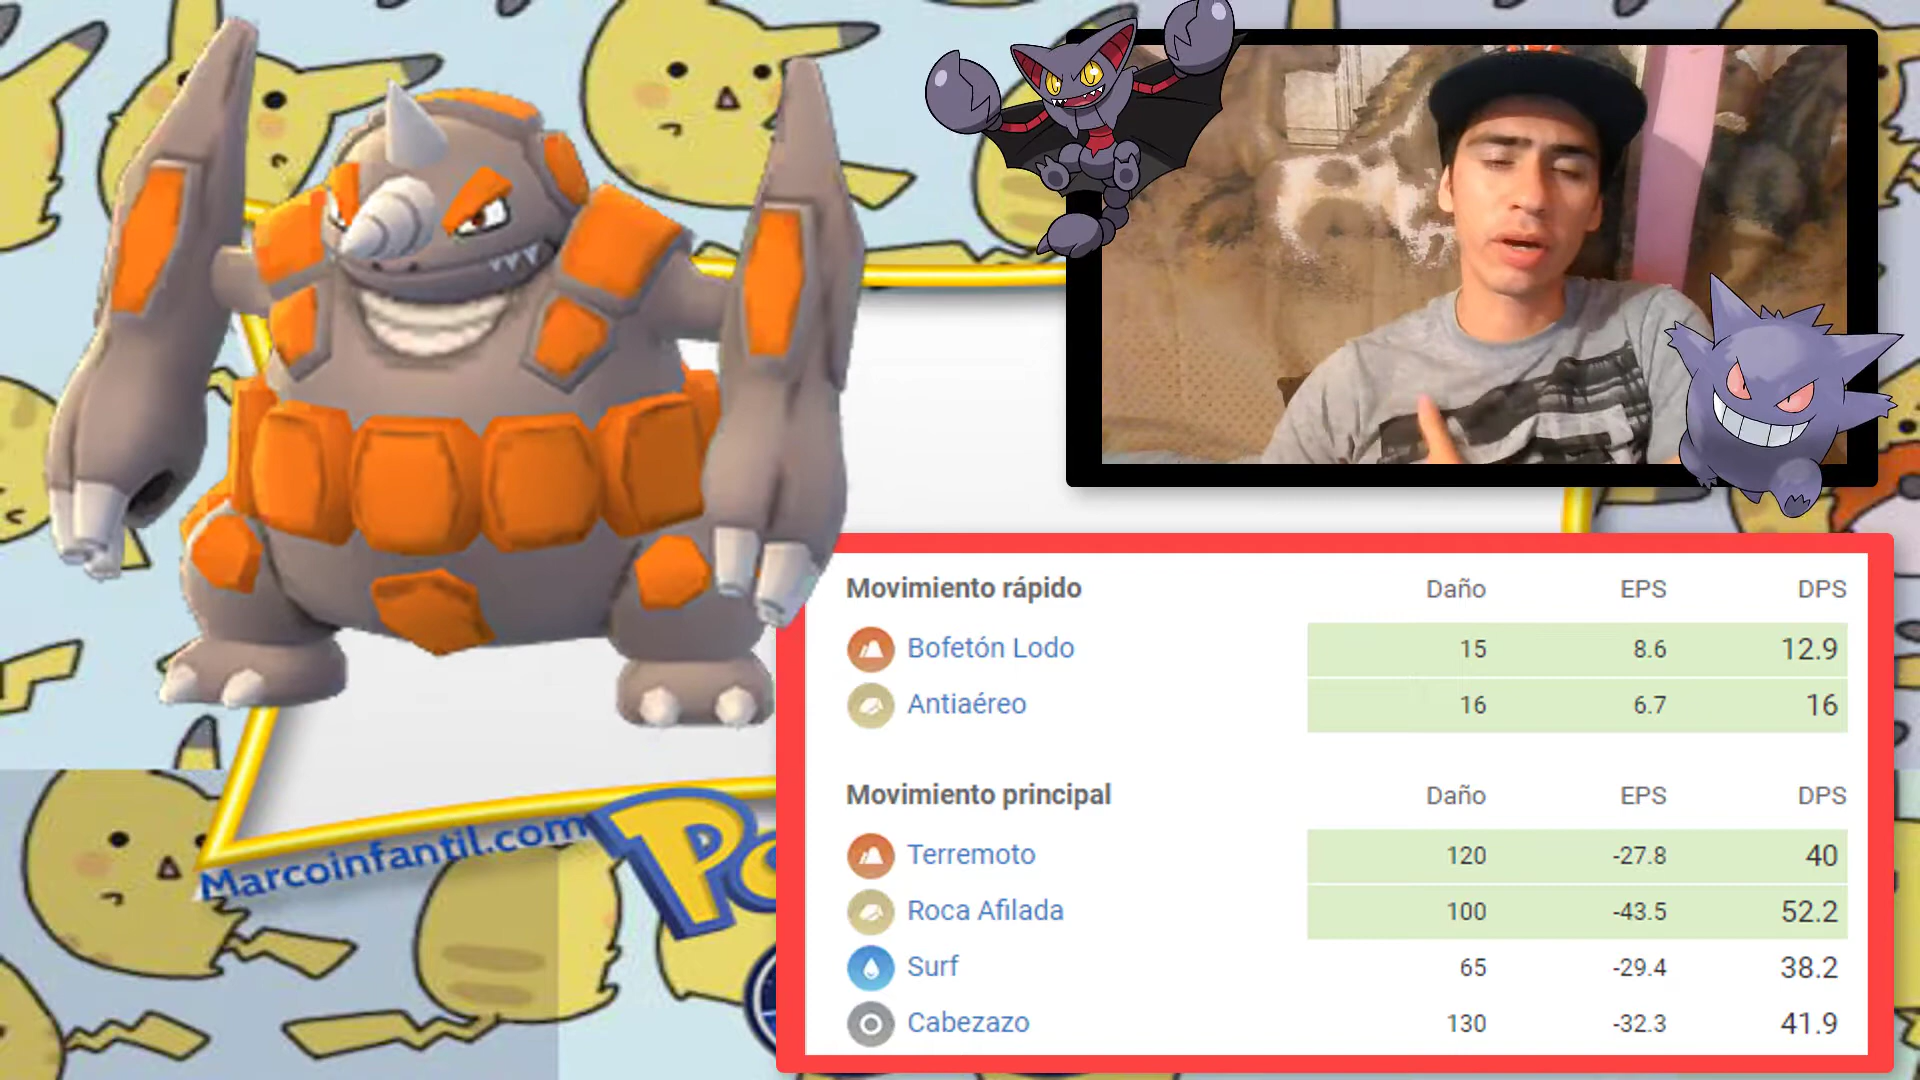 Movimiento rápido Daño EPS DPS
Bofetón Lodo 15 8.6 12.9
Antiaéreo 16 6.7 16
Movimiento principal Daño EPS DPS
Terremoto 120 -27.8 40
Roca Afilada 100 -43.5 52.2
Surf 65 -29.4 38.2
Cabezazo 130 -32.3 41.9
Marcoinfantil.com
Po